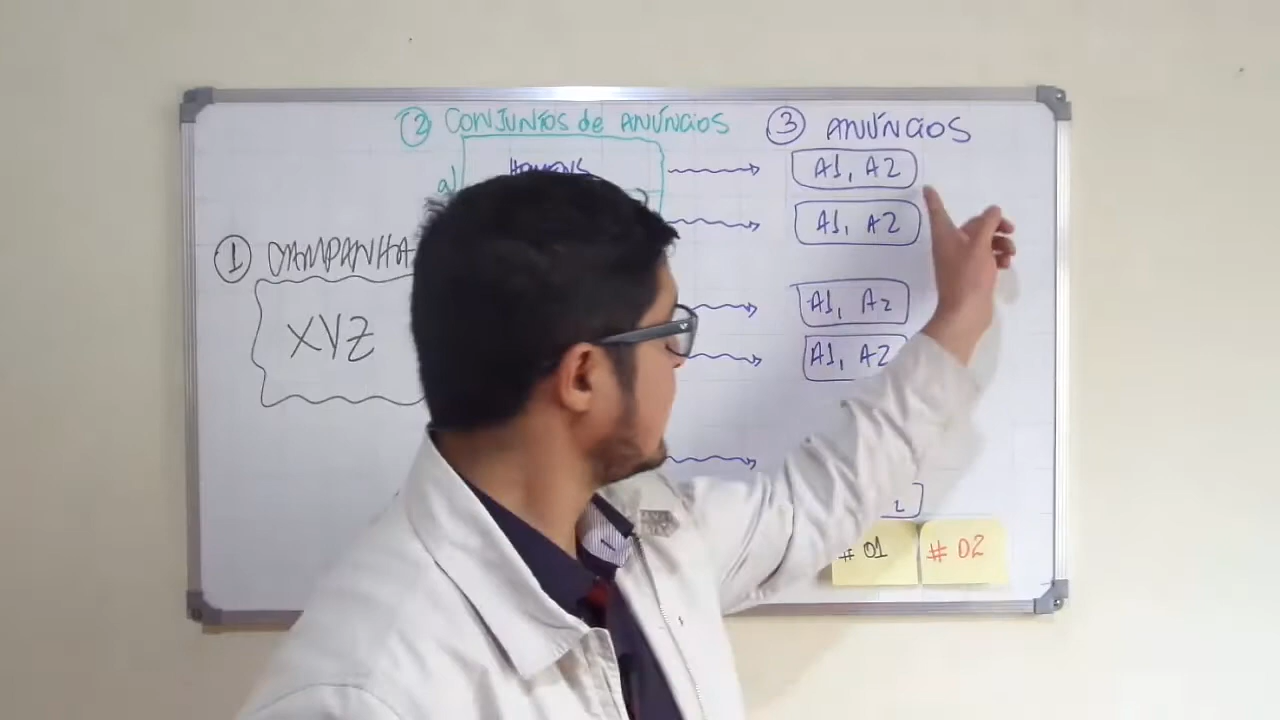 ② CONJUNTOS de ANÚNCIOS
③ ANÚNCIOS
a)
HOMENS
A1, A2
A1, A2
① CAMPANHA
XYZ
A1, A2
A1, A2
2
# 01
# 02